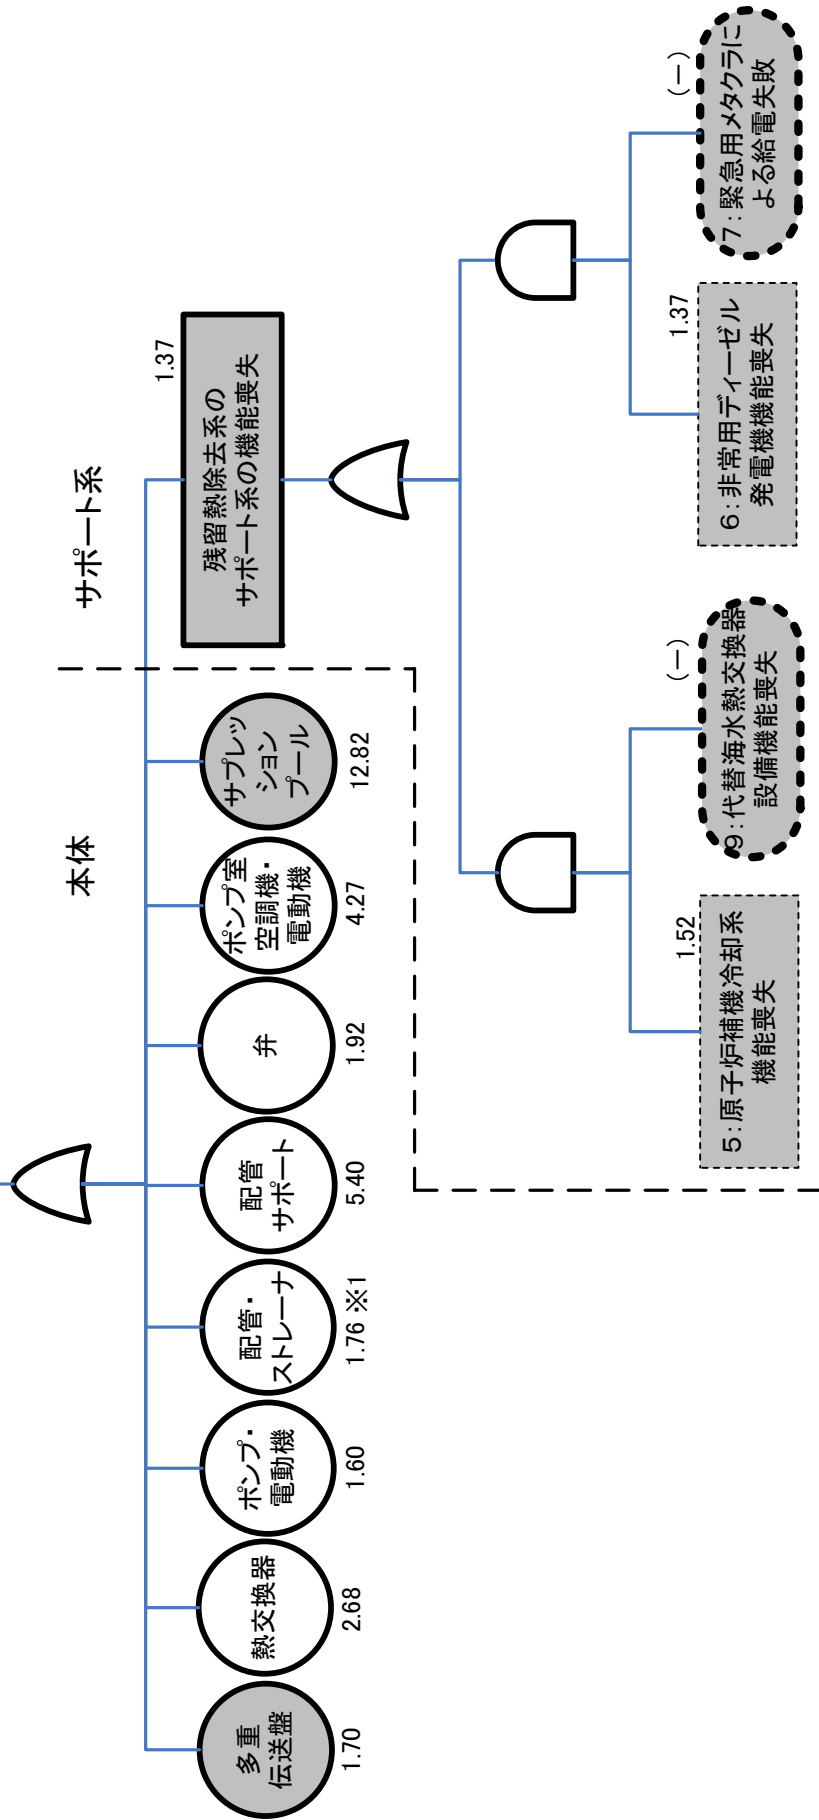 本体
サポート系
多重
伝送盤
1.70
熱交換器
2.68
ポンプ・
電動機
1.60
配管・
ストレーナ
1.76 ※1
配管
サポート
5.40
弁
1.92
ポンプ室
空調機・
電動機
4.27
サプレッ
ション
プール
12.82
1.37
残留熱除去系の
サポート系の機能喪失
1.52
5：原子炉補機冷却系
機能喪失
(－)
9：代替海水熱交換器
設備機能喪失
1.37
6：非常用ディーゼル
発電機機能喪失
(－)
7：緊急用メタクラに
よる給電失敗